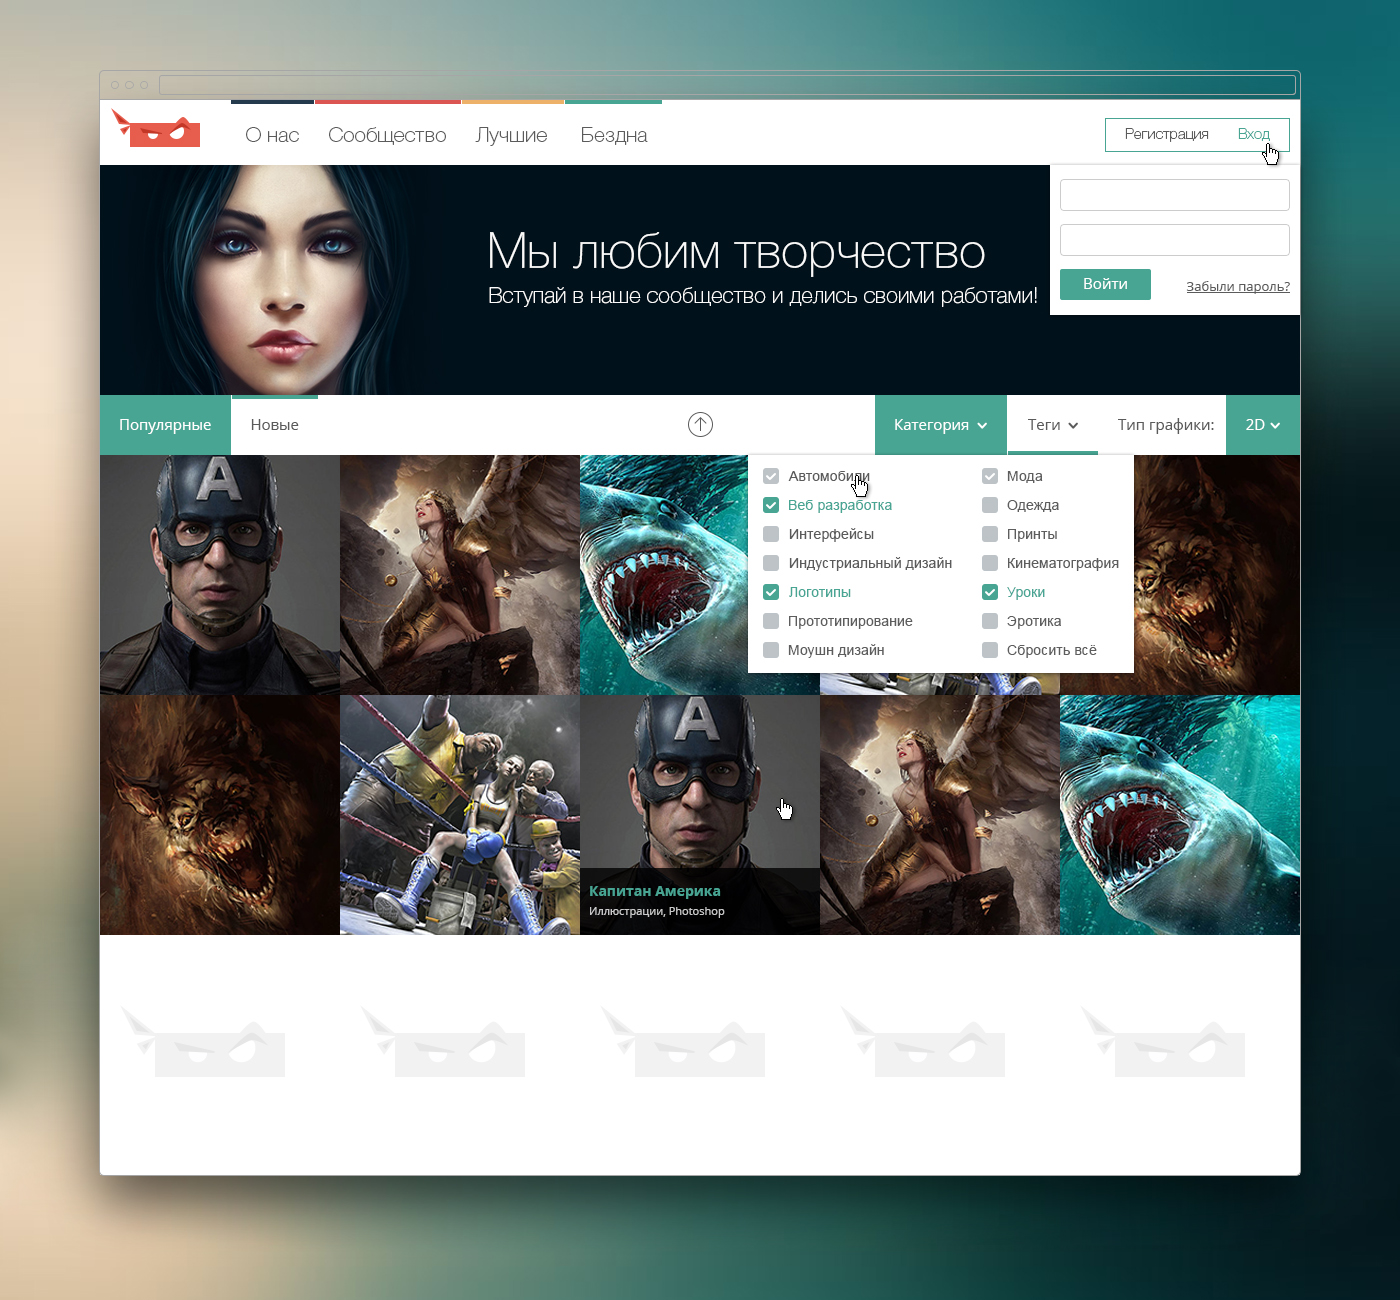 О нас Сообщество Лучшие Бездна
Регистрация Вход
Мы любим творчество
Вступай в наше сообщество и делись своими работами!
Войти
Забыли пароль?
Популярные Новые
Категория Теги Тип графики: 2D
Автомобили Мода
Веб разработка Одежда
Интерфейсы Принты
Индустриальный дизайн Кинематография
Логотипы Уроки
Прототипирование Эротика
Моушн дизайн Сбросить всё
A
A
Капитан Америка
Иллюстрации, Photoshop